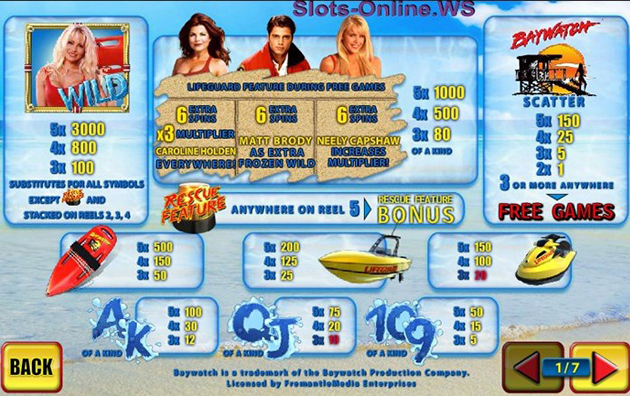 Slots-Online.WS
WILD
5x 3000
4x 800
3x 100
SUBSTITUTES FOR ALL SYMBOLS
EXCEPT AND
STACKED ON REELS 2, 3, 4
LIFEGUARD FEATURE DURING FREE GAMES
6 EXTRA SPINS
x3 MULTIPLIER
CAROLINE HOLDEN
EVERYWHERE!
6 EXTRA SPINS
MATT BRODY
AS EXTRA
FROZEN WILD
6 EXTRA SPINS
NEELY CAPSHAW
INCREASES
MULTIPLIER!
5x 1000
4x 500
3x 80
OF A KIND
BAYWATCH
SCATTER
5x 150
4x 25
3x 5
2x 1
3 OR MORE ANYWHERE
FREE GAMES
RESCUE FEATURE
ANYWHERE ON REEL 5
RESCUE FEATURE
BONUS
5x 500
4x 150
3x 50
5x 200
4x 125
3x 25
LIFEGUARD
5x 150
4x 100
3x 20
AK
OF A KIND
5x 100
4x 30
3x 12
QJ
OF A KIND
5x 75
4x 20
3x 10
109
OF A KIND
5x 50
4x 15
3x 5
BACK
Baywatch is a trademark of the Baywatch Production Company.
Licensed by FremantleMedia Enterprises
1/7